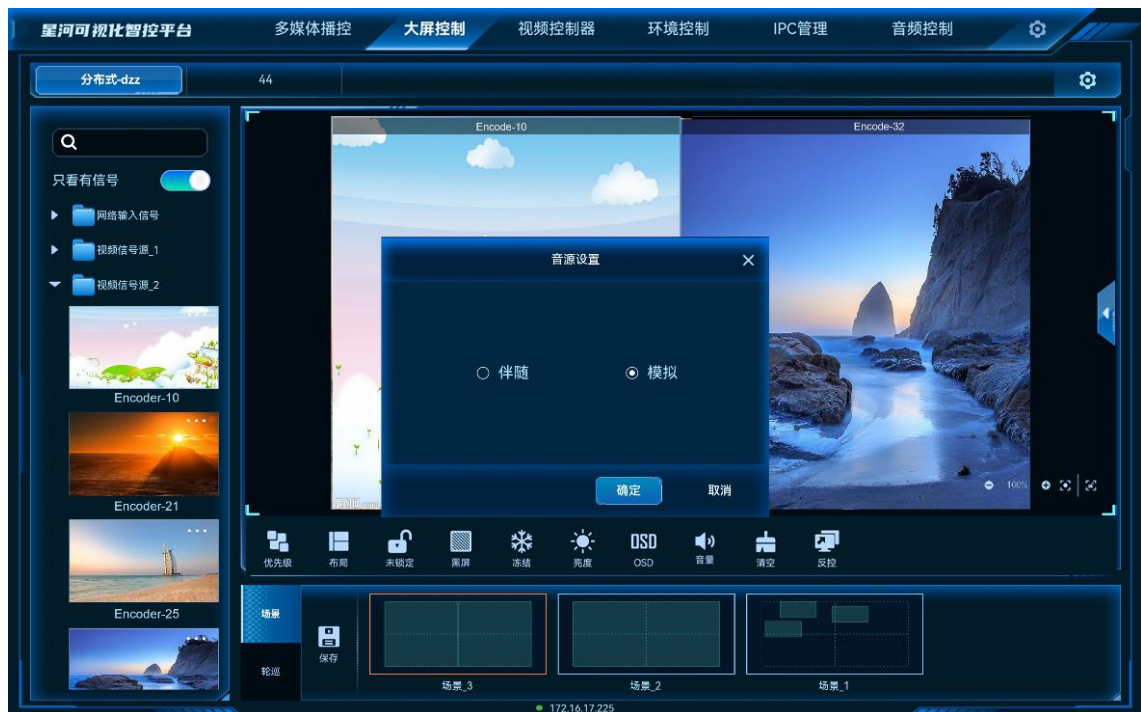 星河可视化智控平台
多媒体播控
大屏控制
视频控制器
环境控制
IPC管理
音频控制
分布式-dzz
44
只看有信号
网络输入信号
视频信号源_1
视频信号源_2
Encoder-10
Encoder-21
Encoder-25
Encode-10
Encode-32
音源设置
伴随
模拟
确定
取消
100%
优先级
布局
未锁定
黑屏
冻结
亮度
OSD
OSD
音量
清空
反控
场景
轮巡
保存
场景_3
场景_2
场景_1
172.16.17.225